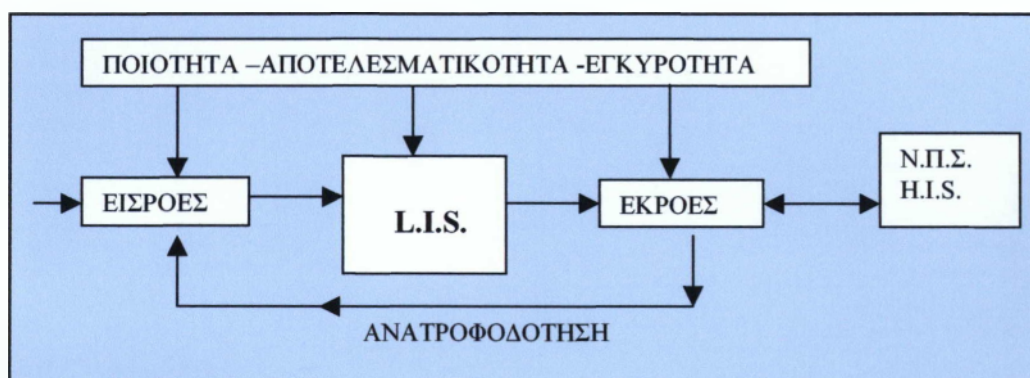 ΠΟΙΟΤΗΤΑ –ΑΠΟΤΕΛΕΣΜΑΤΙΚΟΤΗΤΑ -ΕΓΚΥΡΟΤΗΤΑ
ΕΙΣΡΟΕΣ
L.I.S.
ΕΚΡΟΕΣ
Ν.Π.Σ.
H.I.S.
ΑΝΑΤΡΟΦΟΔΟΤΗΣΗ